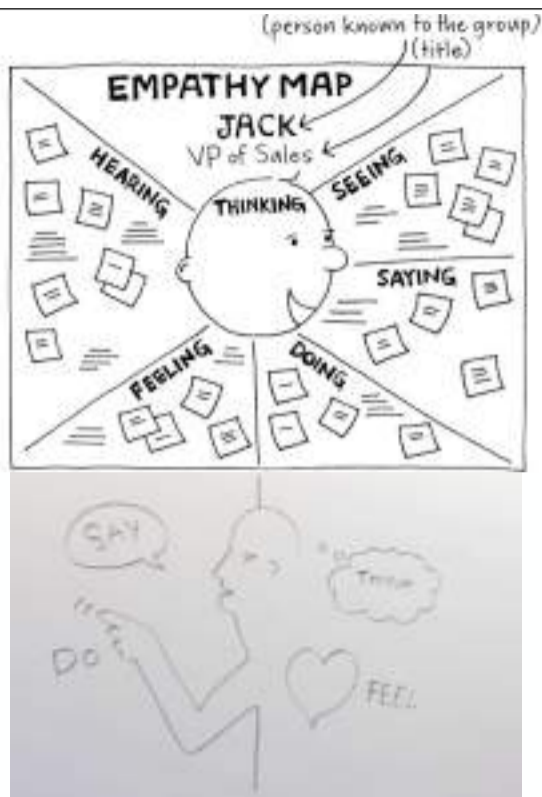 (person known to the group)
(title)
EMPATHY MAP
JACK
VP of Sales
HEARING
THINKING
SEEING
SAYING
FEELING
DOING
SAY
THINK
DO
FEEL